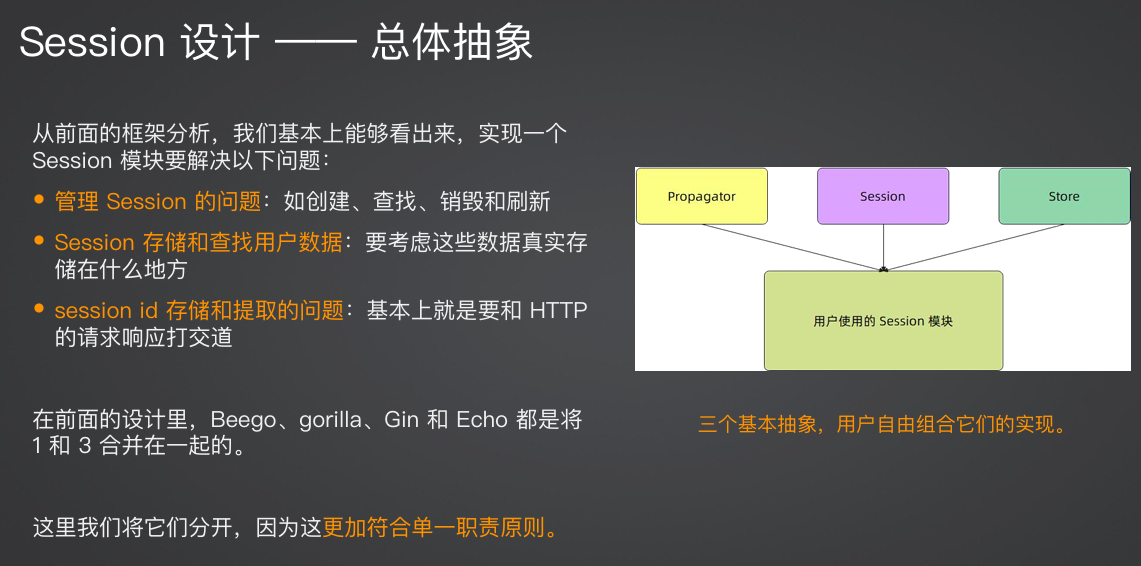 Session 设计 —— 总体抽象
从前面的框架分析，我们基本上能够看出来，实现一个
Session 模块要解决以下问题：
• 管理 Session 的问题：如创建、查找、销毁和刷新
• Session 存储和查找用户数据：要考虑这些数据真实存
储在什么地方
• session id 存储和提取的问题：基本上就是要和 HTTP
的请求响应打交道
在前面的设计里，Beego、gorilla、Gin 和 Echo 都是将
1 和 3 合并在一起的。
这里我们将它们分开，因为这更加符合单一职责原则。
Propagator
Session
Store
用户使用的 Session 模块
三个基本抽象，用户自由组合它们的实现。